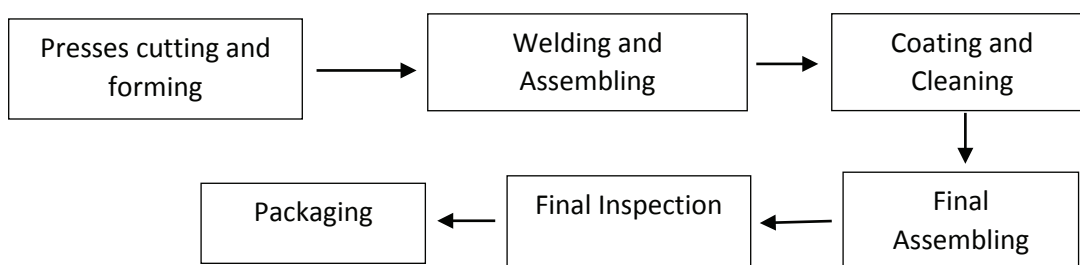 Presses cutting and
forming
Welding and
Assembling
Coating and
Cleaning
Final
Assembling
Final Inspection
Packaging